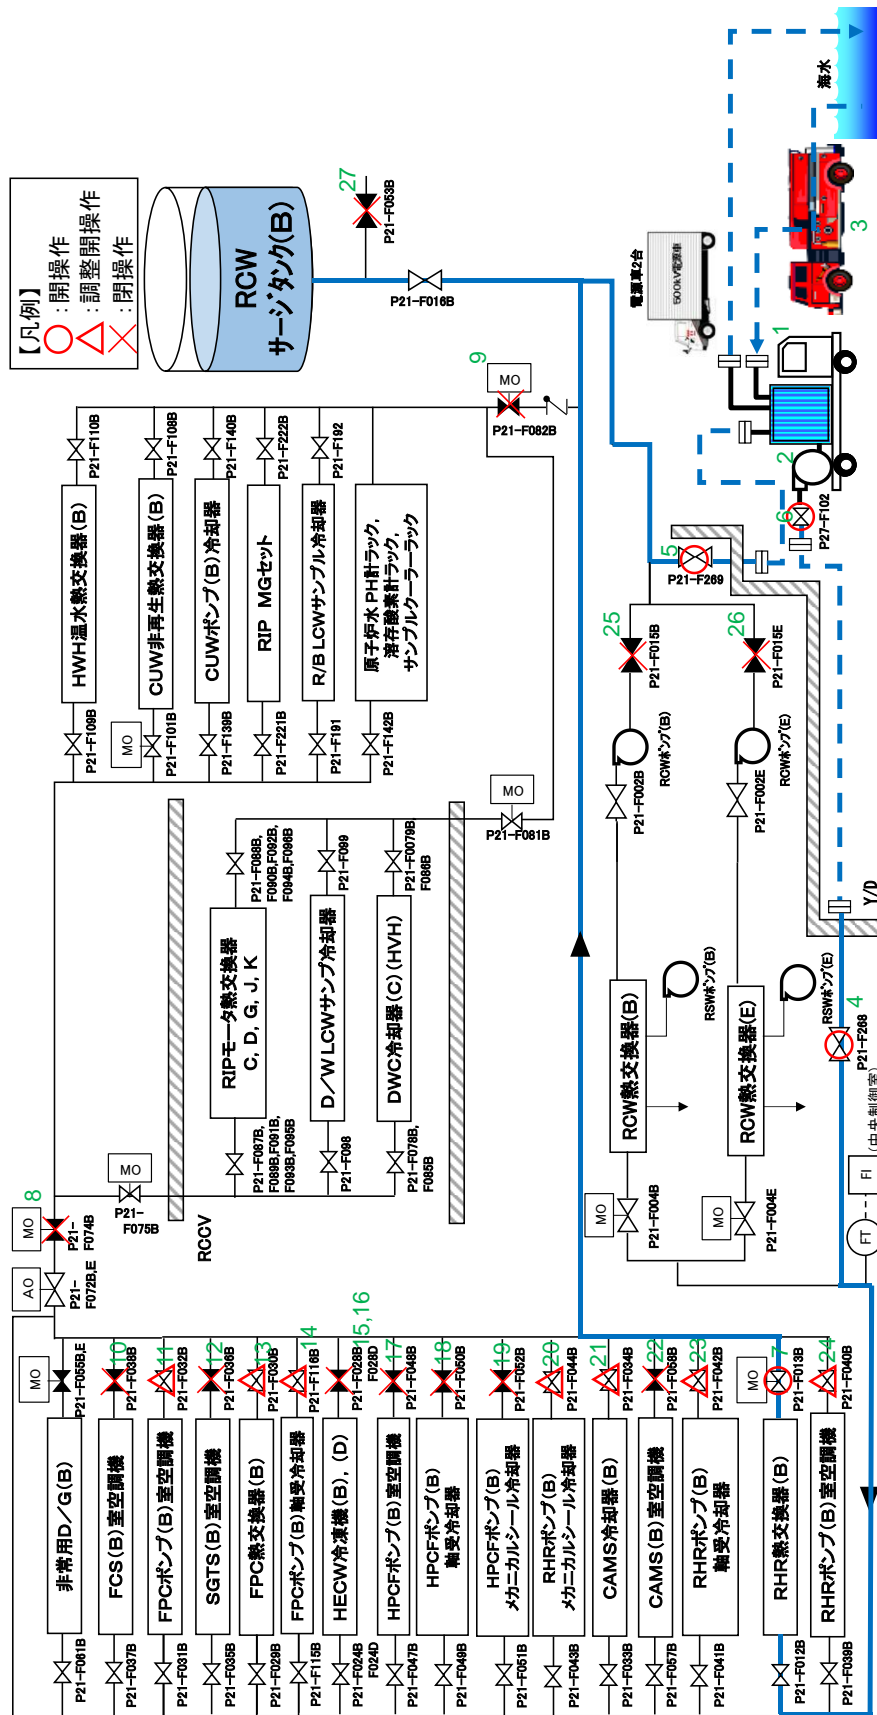 【凡例】
○:開操作
△:調整開操作
×:閉操作
RCW
サージタンク(B)
27
P21-F053B
P21-F016B
海水
3
電源車2台
500kV電源車
1
2
6
P27-F102
5
P21-F269
9
MO
P21-F082B
P21-F110B
P21-F108B
P21-F140B
P21-F222B
P21-F192
HWH温水熱交換器(B)
CUW非再生熱交換器(B)
CUWポンプ(B)冷却器
RIP MGセット
R/B LCWサンプル冷却器
原子炉水 PH計ラック,
溶存酸素計ラック,
サンプルクーラーラック
P21-F109B
MO
P21-F101B
P21-F139B
P21-F221B
P21-F191
P21-F142B
25
P21-F015B
26
P21-F015E
RCWポンプ(B)
RCWポンプ(E)
P21-F002B
P21-F002E
MO
P21-F081B
P21-F088B,
F090B,F092B,
F094B,F096B
P21-F099
P21-F0079B,
F086B
RIPモータ熱交換器
C, D, G, J, K
D/W LCWサンプ冷却器
DWC冷却器(C)(HVH)
P21-F087B,
F089B,F091B,
F093B,F095B
P21-F098
P21-F078B,
F085B
RCCV
MO
P21-
F075B
8
MO
P21-
F074B
AO
P21-
F072B,E
RCW熱交換器(B)
RSWポンプ(B)
RCW熱交換器(E)
RSWポンプ(E)
Y/D
4
P21-F268
MO
P21-F004B
MO
P21-F004E
FT
FI
(中央制御室)
MO
P21-F055B,E
非常用D/G(B)
P21-F061B
10
P21-F038B
FCS(B)室空調機
P21-F037B
11
P21-F032B
FPCポンプ(B)室空調機
P21-F031B
12
P21-F036B
SGTS(B)室空調機
P21-F035B
13
P21-F030B
FPC熱交換器(B)
P21-F029B
14
P21-F116B
FPCポンプ(B)軸受冷却器
P21-F115B
15,16
P21-F028B
F028D
HECW冷凍機(B), (D)
P21-F024B
F024D
17
P21-F048B
HPCFポンプ(B)室空調機
P21-F047B
18
P21-F050B
HPCFポンプ(B)
軸受冷却器
P21-F049B
19
P21-F052B
HPCFポンプ(B)
メカニカルシール冷却器
P21-F051B
20
P21-F044B
RHRポンプ(B)
メカニカルシール冷却器
P21-F043B
21
P21-F034B
CAMS冷却器(B)
P21-F033B
22
P21-F058B
CAMS(B)室空調機
P21-F057B
23
P21-F042B
RHRポンプ(B)
軸受冷却器
P21-F041B
7
MO
P21-F013B
RHR熱交換器(B)
P21-F012B
24
P21-F040B
RHRポンプ(B)室空調機
P21-F039B